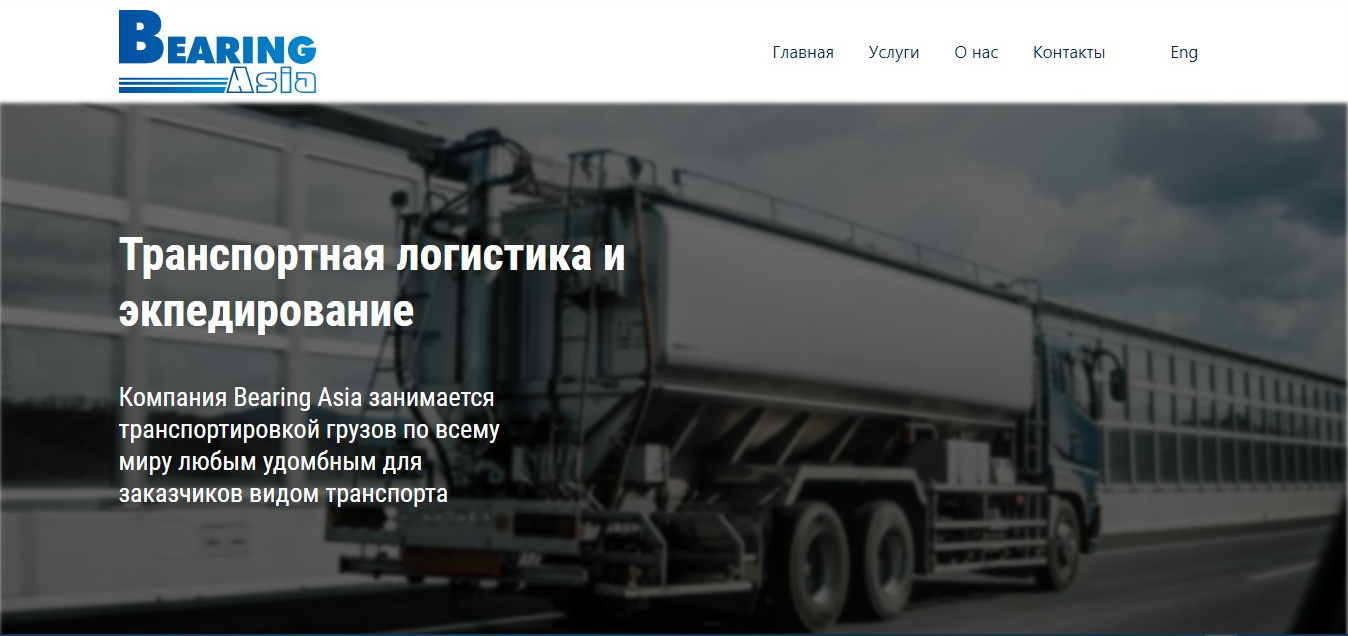 BEARING
Asia
Главная Услуги О нас Контакты Eng
Транспортная логистика и
экпедирование
Компания Bearing Asia занимается
транспортировкой грузов по всему
миру любым удомбным для
заказчиков видом транспорта